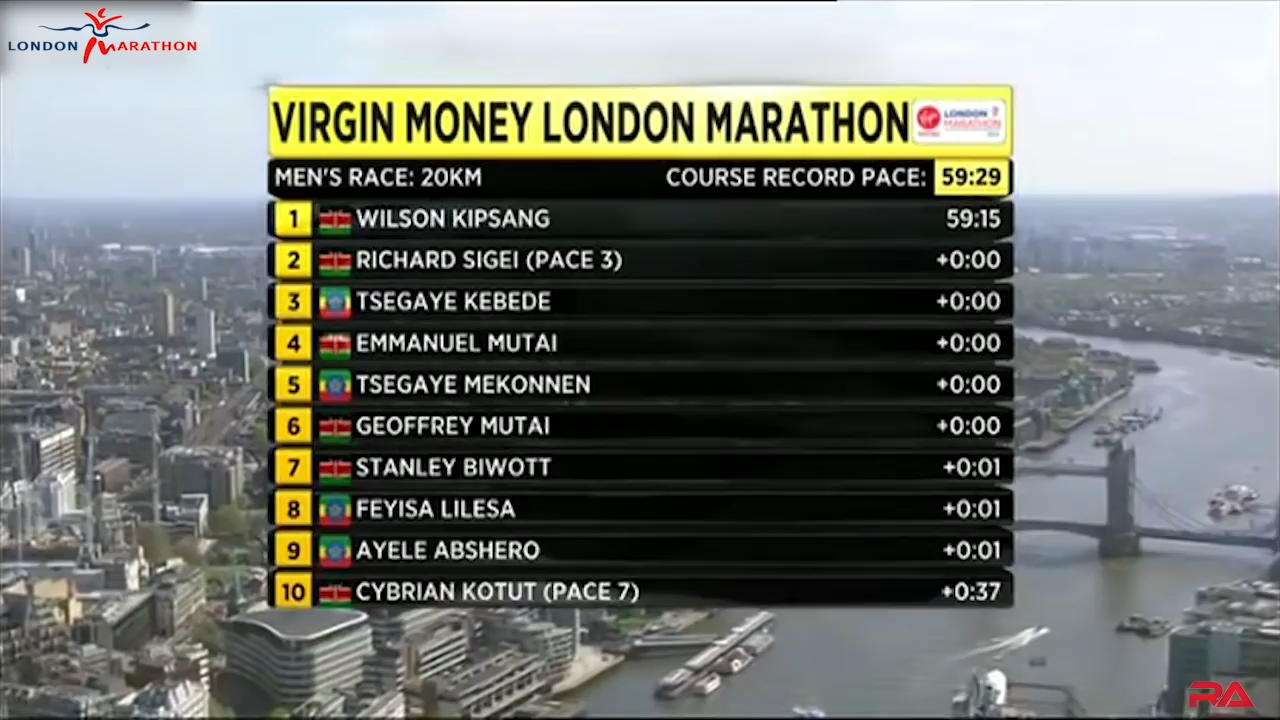 LONDON MARATHON
VIRGIN MONEY LONDON MARATHON
LONDON
MARATHON
MEN'S RACE: 20KM COURSE RECORD PACE: 59:29
1 WILSON KIPSANG 59:15
2 RICHARD SIGEI (PACE 3) +0:00
3 TSEGAYE KEBEDE +0:00
4 EMMANUEL MUTAI +0:00
5 TSEGAYE MEKONNEN +0:00
6 GEOFFREY MUTAI +0:00
7 STANLEY BIWOTT +0:01
8 FEYISA LILESA +0:01
9 AYELE ABSHERO +0:01
10 CYBRIAN KOTUT (PACE 7) +0:37
RA